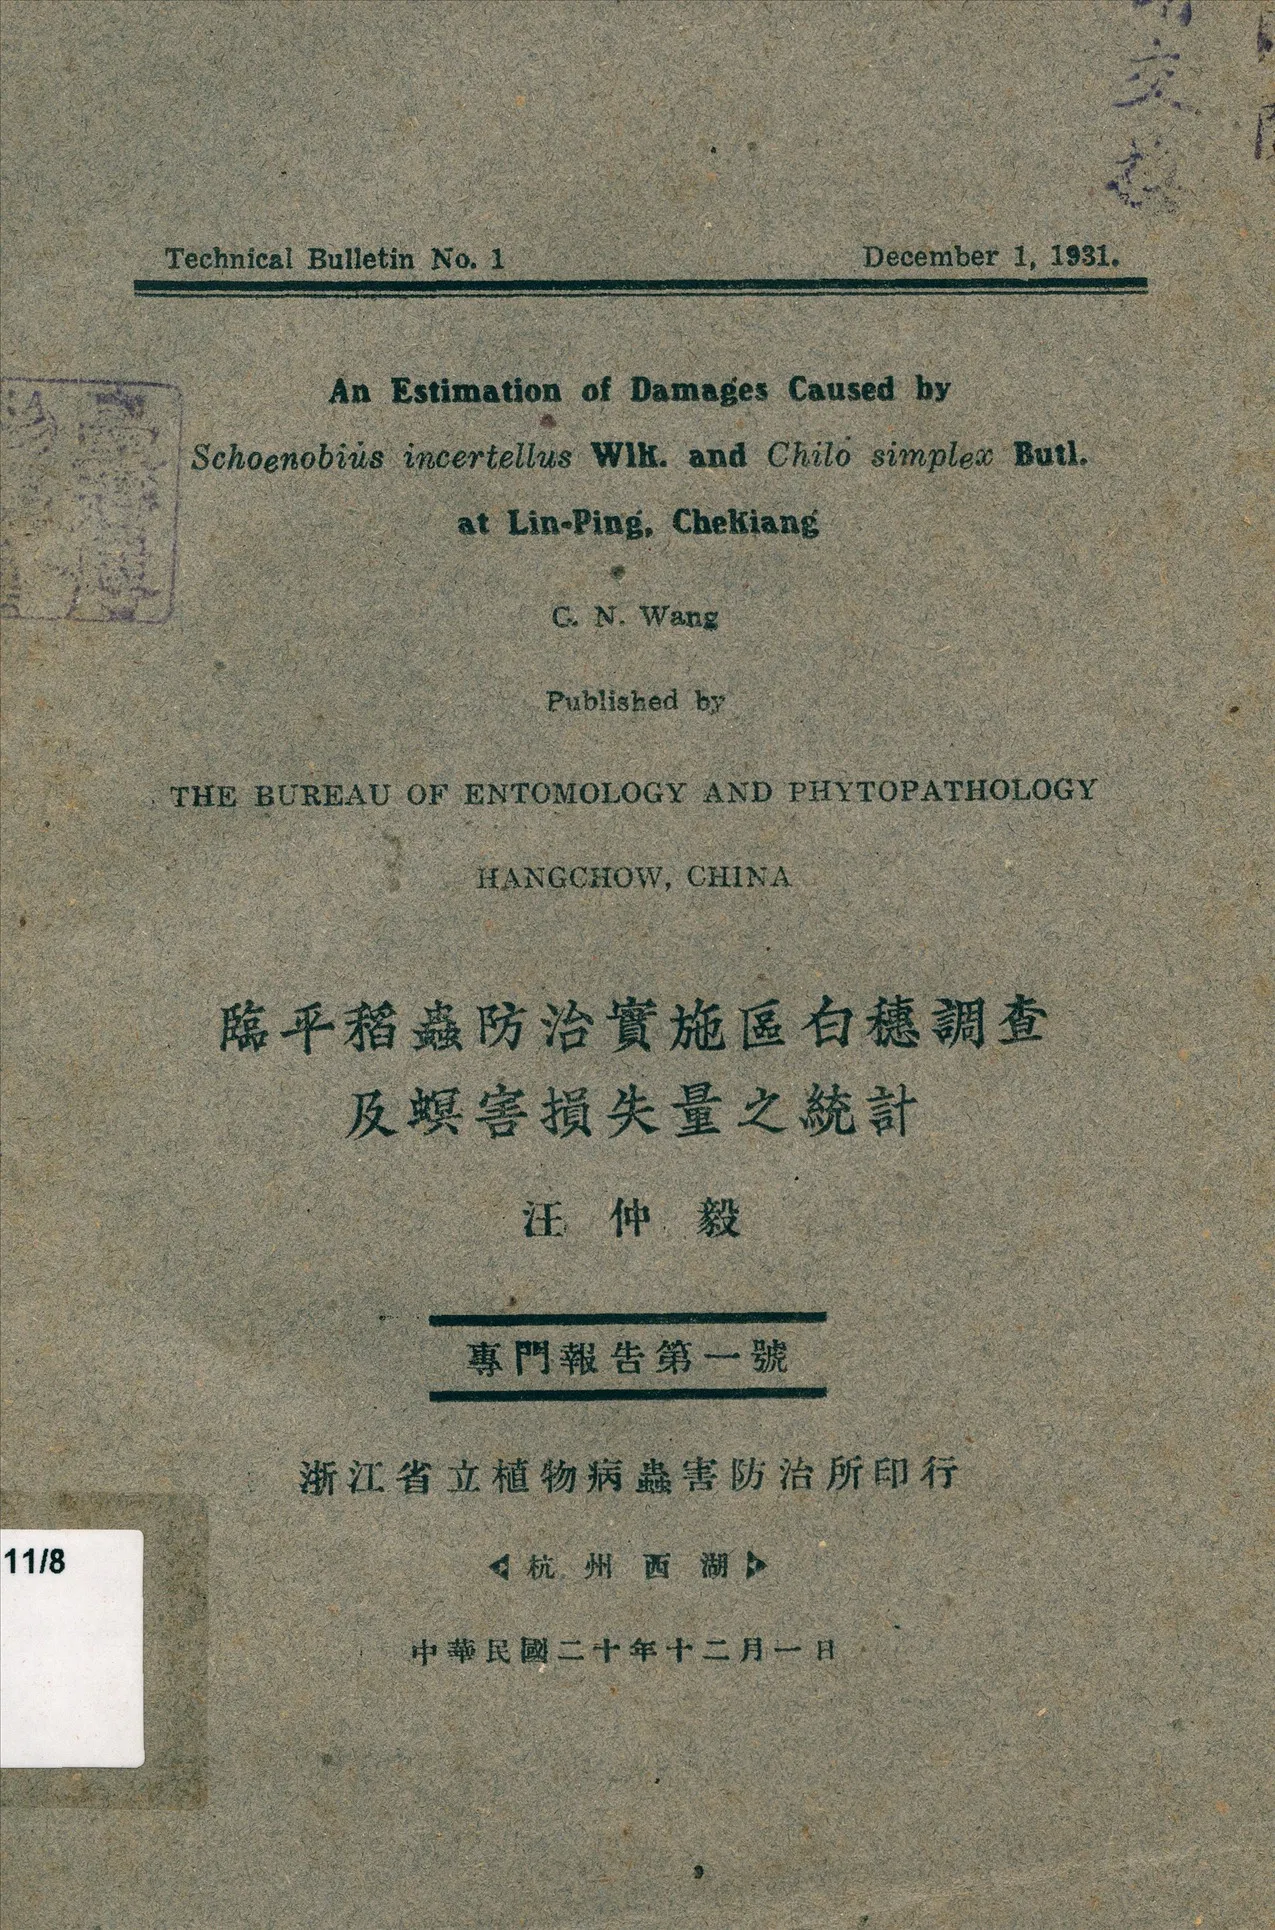 Technical Bulletin No. 1 December 1, 1931.
An Estimation of Damages Caused by
Schoenobius incertellus Wlk. and Chilo simplex Butl.
at Lin-Ping, Chekiang
C. N. Wang
Published by
THE BUREAU OF ENTOMOLOGY AND PHYTOPATHOLOGY
HANGCHOW, CHINA
臨平稻蟲防治實施區白穗調查
及螟害損失量之統計
汪仲毅
專門報告第一號
浙江省立植物病蟲害防治所印行
杭州西湖
中華民國二十年十二月一日
11/8
交